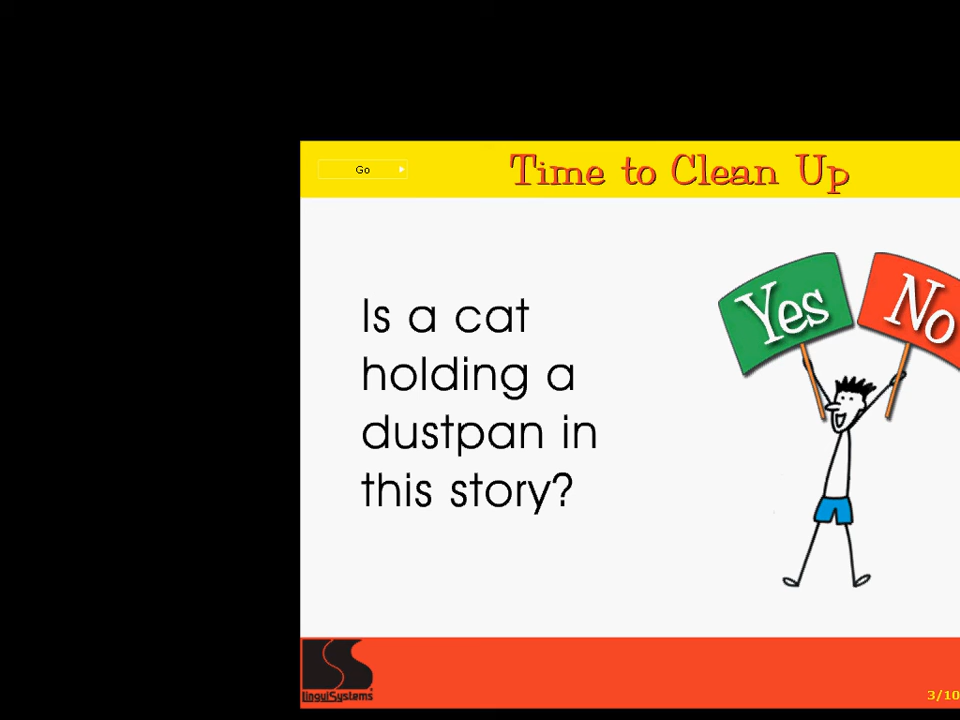 Go
Time to Clean Up
Yes
No
Is a cat
holding a
dustpan in
this story?
LinguiSystems
3/10